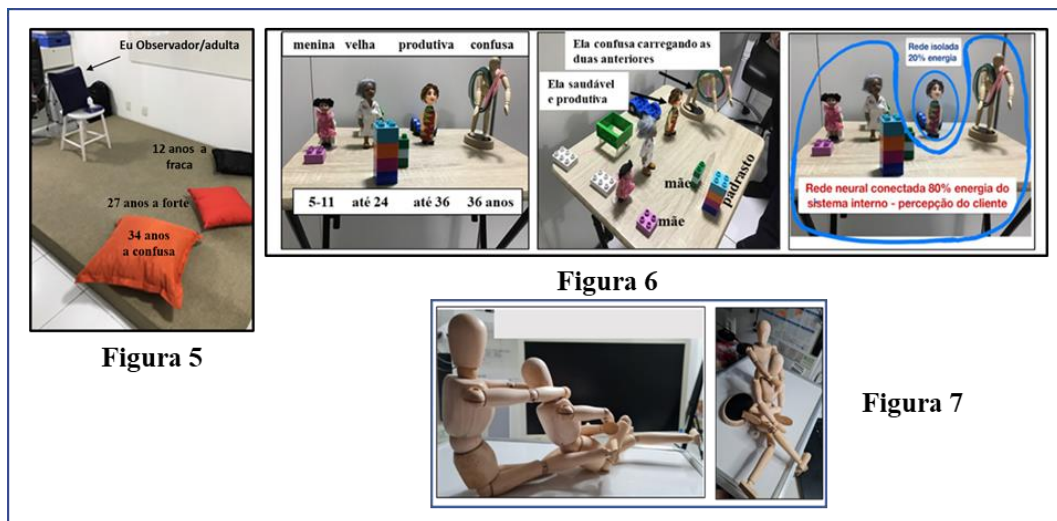 Eu Observador/adulta
12 anos a
fraca
27 anos a forte
34 anos
a confusa
Figura 5
menina velha produtiva confusa
5-11 até 24 até 36 36 anos
Ela confusa carregando as
duas anteriores
Ela saudável
e produtiva
mãe
padrasto
mãe
Rede isolada
20% energia
Rede neural conectada 80% energia do
sistema interno - percepção do cliente
Figura 6
Figura 7